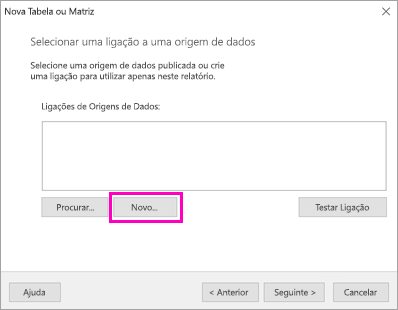 Nova Tabela ou Matriz
Selecionar uma ligação a uma origem de dados
Selecione uma origem de dados publicada ou crie
uma ligação para utilizar apenas neste relatório.
Ligações de Origens de Dados:
Procurar... Novo... Testar Ligação
Ajuda < Anterior Seguinte > Cancelar